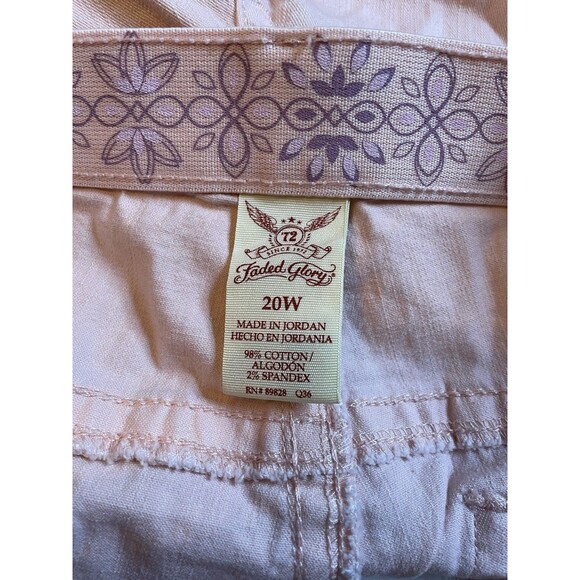 72
SINCE 1972
Faded Glory
20W
MADE IN JORDAN
HECHO EN JORDANIA
98% COTTON/
ALGODÓN
2% SPANDEX
RN# 89828 Q36